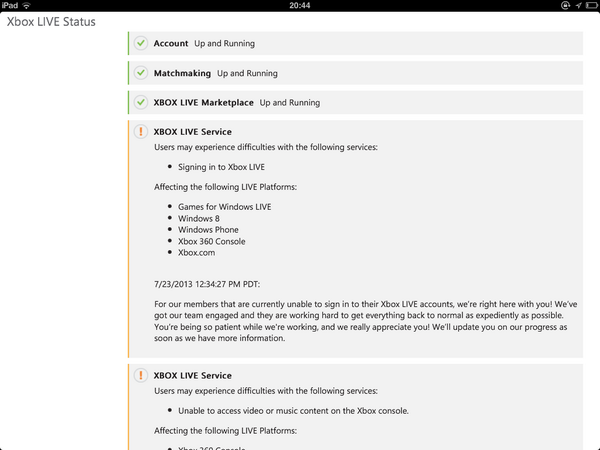 iPad 20:44
Xbox LIVE Status
Account Up and Running
Matchmaking Up and Running
XBOX LIVE Marketplace Up and Running
XBOX LIVE Service
Users may experience difficulties with the following services:
• Signing in to Xbox LIVE
Affecting the following LIVE Platforms:
• Games for Windows LIVE
• Windows 8
• Windows Phone
• Xbox 360 Console
• Xbox.com
7/23/2013 12:34:27 PM PDT:
For our members that are currently unable to sign in to their Xbox LIVE accounts, we're right here with you! We've
got our team engaged and they are working hard to get everything back to normal as expediently as possible.
You're being so patient while we're working, and we really appreciate you! We'll update you on our progress as
soon as we have more information.
XBOX LIVE Service
Users may experience difficulties with the following services:
• Unable to access video or music content on the Xbox console.
Affecting the following LIVE Platforms:
• Xbox 360 Console